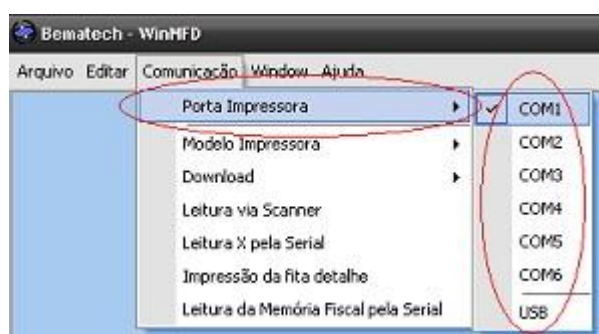 Bematech - WinMFD
Arquivo Editar Comunicação Window Ajuda
Porta Impressora
Modelo Impressora
Download
Leitura via Scanner
Leitura X pela Serial
Impressão da fita detalhe
Leitura da Memória Fiscal pela Serial
COM1
COM2
COM3
COM4
COM5
COM6
USB